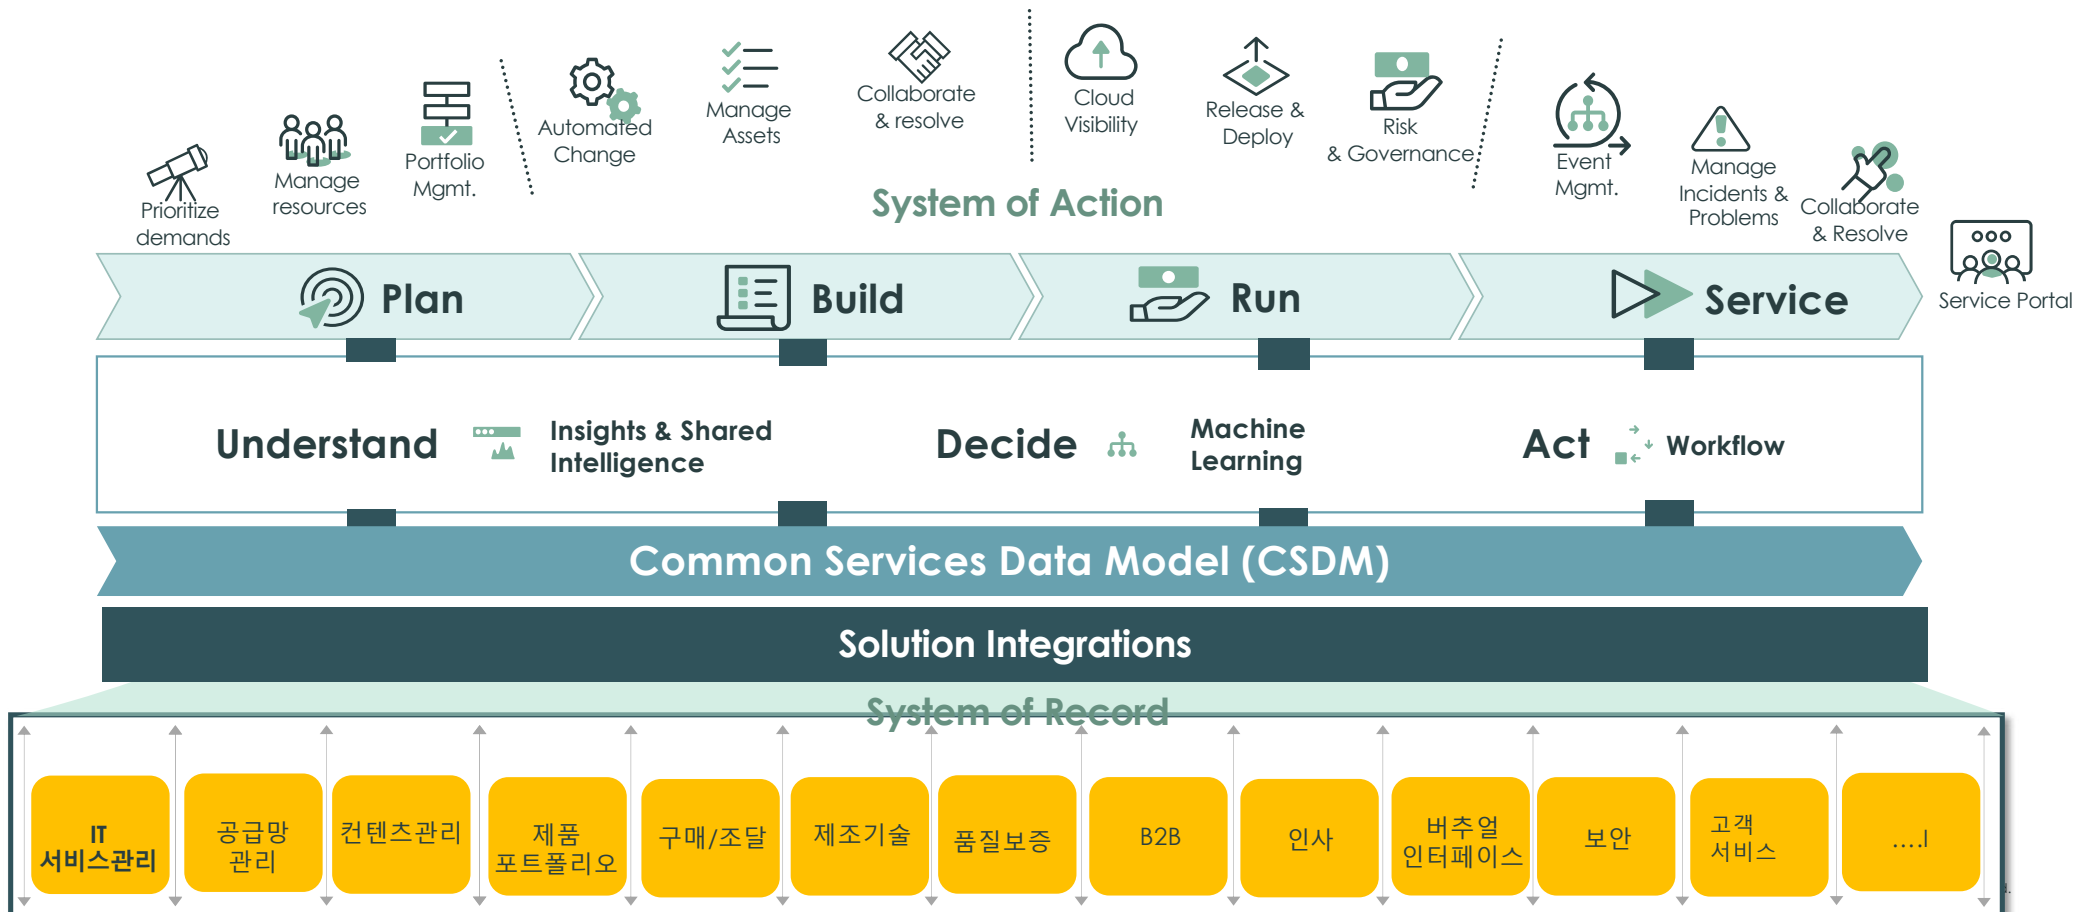 Prioritize
demands
Manage
resources
Portfolio
Mgmt.
Automated
Change
Manage
Assets
Collaborate
& resolve
Cloud
Visibility
Release &
Deploy
Risk
& Governance
Event
Mgmt.
Manage
Incidents &
Problems
Collaborate
& Resolve
Service Portal
System of Action
Plan
Build
Run
Service
Understand
Insights & Shared
Intelligence
Decide
Machine
Learning
Act
Workflow
Common Services Data Model (CSDM)
Solution Integrations
System of Record
IT
서비스관리
공급망
관리
컨텐츠관리
제품
포트폴리오
구매/조달
제조기술
품질보증
B2B
인사
버추얼
인터페이스
보안
고객
서비스
....I